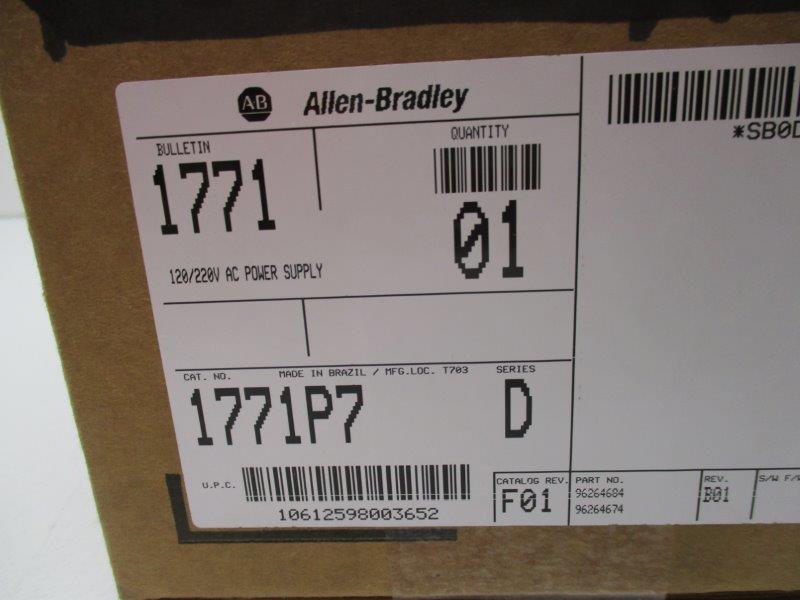 AB Allen-Bradley
*SB0D
BULLETIN
1771
QUANTITY
01
120/220V AC POWER SUPPLY
CAT. NO.
MADE IN BRAZIL / MFG.LOC. T703
SERIES
1771P7
D
U.P.C.
10612598003652
CATALOG REV.
F01
PART NO.
96264684
96264674
REV.
B01
S/W F/W